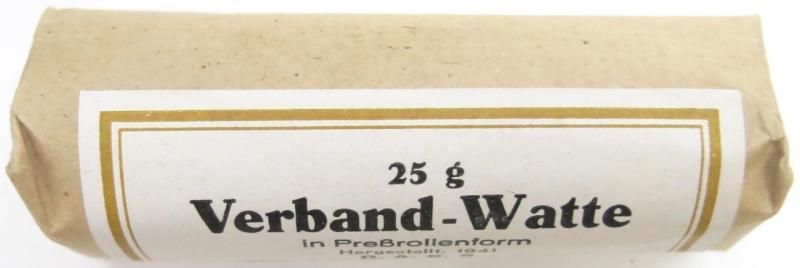 25 g
Verband-Watte
in Preßrollenform
Hergestellt: 1941